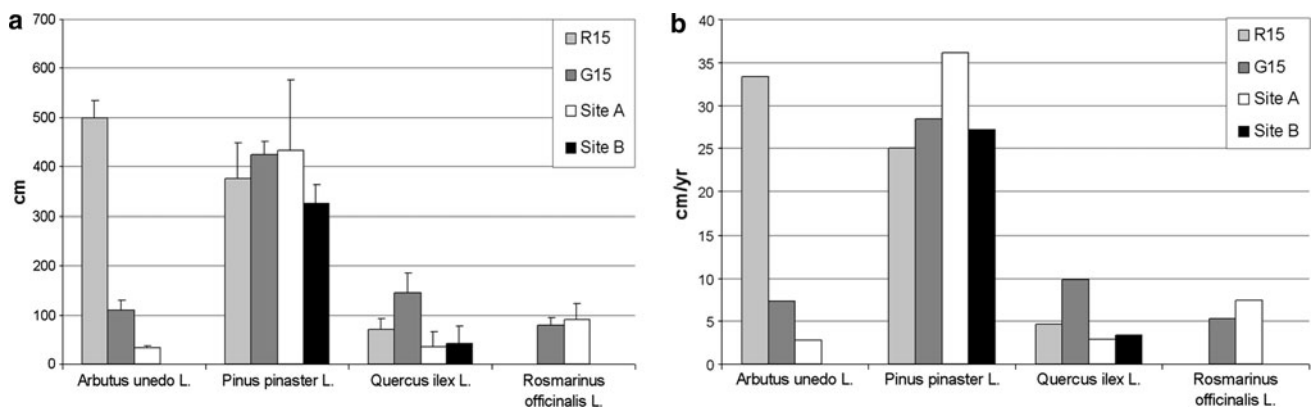 a
cm
700
600
500
400
300
200
100
0
R15
G15
Site A
Site B
Arbutus unedo L.
Pinus pinaster L.
Quercus ilex L.
Rosmarinus
officinalis L.
b
cm/yr
40
35
30
25
20
15
10
5
0
R15
G15
Site A
Site B
Arbutus unedo L.
Pinus pinaster L.
Quercus ilex L.
Rosmarinus
officinalis L.